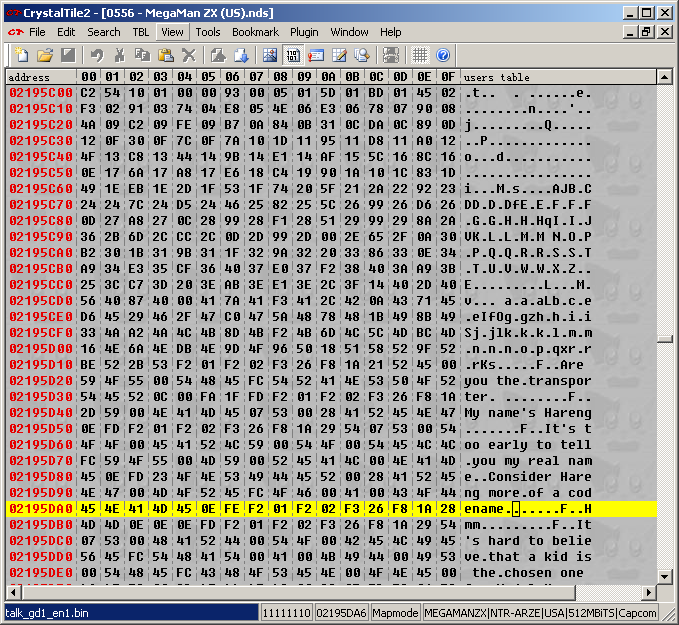 CrystalTile2 - [0556 - MegaMan ZX (US).nds]
File Edit Search TBL View Tools Bookmark Plugin Window Help
address 00 01 02 03 04 05 06 07 08 09 0A 0B 0C 0D 0E 0F users table
02195C00 C2 54 10 01 00 00 93 00 05 01 5D 01 BD 01 45 02 .t..  .......e.
02195C10 F3 02 91 03 74 04 E8 05 4E 06 E3 06 78 07 90 08 ........n...'..
02195C20 4A 09 C2 09 FE 09 B7 0A 84 0B 31 0C DA 0C 89 0D j.........Q.....
02195C30 12 0F 30 0F 7C 0F 7A 10 1D 11 95 11 D8 11 A0 12 ..P.............
02195C40 4F 13 C8 13 44 14 9B 14 E1 14 AF 15 5C 16 8C 16 o...d...........
02195C50 0E 17 6A 17 A8 17 E6 18 C4 19 90 1A 10 1C 83 1D
02195C60 49 1E EB 1E 2D 1F 53 1F 74 20 5F 21 2A 22 92 23 i...M.s....AJB.C
02195C70 24 24 7C 24 D5 24 46 25 82 25 5C 26 99 26 D6 26 DD.D.DfE.E.F.F.F
02195C80 0D 27 A8 27 0C 28 99 28 F1 28 51 29 99 29 8A 2A .G.G.H.H.HqI.I.J
02195C90 36 2B 6D 2C CC 2C 0D 2D 99 2D 00 2E 65 2F 0A 30 VK.L.L.M.M N.O.P
02195CA0 B2 30 1B 31 9B 31 1F 32 9A 32 20 33 86 33 0E 34 .P.Q.Q.R.R.S.S.T
02195CB0 A9 34 E3 35 CF 36 40 37 E0 37 F2 38 40 3A A9 3B .T.U.V.W.W.X.Z..
02195CC0 25 3C C7 3D 20 3E AB 3E E1 3E 2C 3F 14 40 2D 40 E.......L...M.
02195CD0 56 40 87 40 00 41 7A 41 F3 41 2C 42 0A 43 71 45 v. . a.a.aLb.c.e
02195CE0 D6 45 29 46 2F 47 C0 47 5A 48 78 48 1B 49 8B 49 .eIfOg.gzh.h.i.i
02195CF0 33 4A A2 4A 4C 4B 8D 4B F2 4B 6D 4C 5C 4D BC 4D Sj.jlk.k.k.l.m.m
02195D00 16 4E 6A 4E DB 4E 9D 4F 96 50 18 51 58 52 9F 52 .n.n.n.o.p.qxr.r
02195D10 BE 52 2B 53 F2 01 F2 02 F3 26 F8 1A 21 52 45 00 .rKs.....F..Are
02195D20 59 4F 55 00 54 48 45 FC 54 52 41 4E 53 50 4F 52 you the.transpor
02195D30 54 45 52 0C 00 FA 1F FD F2 01 F2 02 F3 26 F8 1A ter. ........F..
02195D40 2D 59 00 4E 41 4D 45 07 53 00 28 41 52 45 4E 47 My name's Hareng
02195D50 0E FD F2 01 F2 02 F3 26 F8 1A 29 54 07 53 00 54 .......F..It's t
02195D60 4F 4F 00 45 41 52 4C 59 00 54 4F 00 54 45 4C 4C oo early to tell
02195D70 FC 59 4F 55 00 4D 59 00 52 45 41 4C 00 4E 41 4D .you my real nam
02195D80 45 0E FD 23 4F 4E 53 49 44 45 52 00 28 41 52 45 e..Consider Hare
02195D90 4E 47 00 4D 4F 52 45 FC 4F 46 00 41 00 43 4F 44 ng more.of a cod
02195DA0 45 4E 41 4D 45 0E FE F2 01 F2 02 F3 26 F8 1A 28 ename.......F..H
02195DB0 4D 4D 0E 0E 0E FD F2 01 F2 02 F3 26 F8 1A 29 54 mm.........F..It
02195DC0 07 53 00 48 41 52 44 00 54 4F 00 42 45 4C 49 45 's hard to belie
02195DD0 56 45 FC 54 48 41 54 00 41 00 4B 49 44 00 49 53 ve.that a kid is
02195DE0 00 54 48 45 FC 43 48 4F 53 45 4E 00 4F 4E 45 00 the.chosen one
talk_gd1_en1.bin 11111110 02195DA6 Mapmode MEGAMANZX|NTR-ARZE|USA|512MBiTS|Capcom